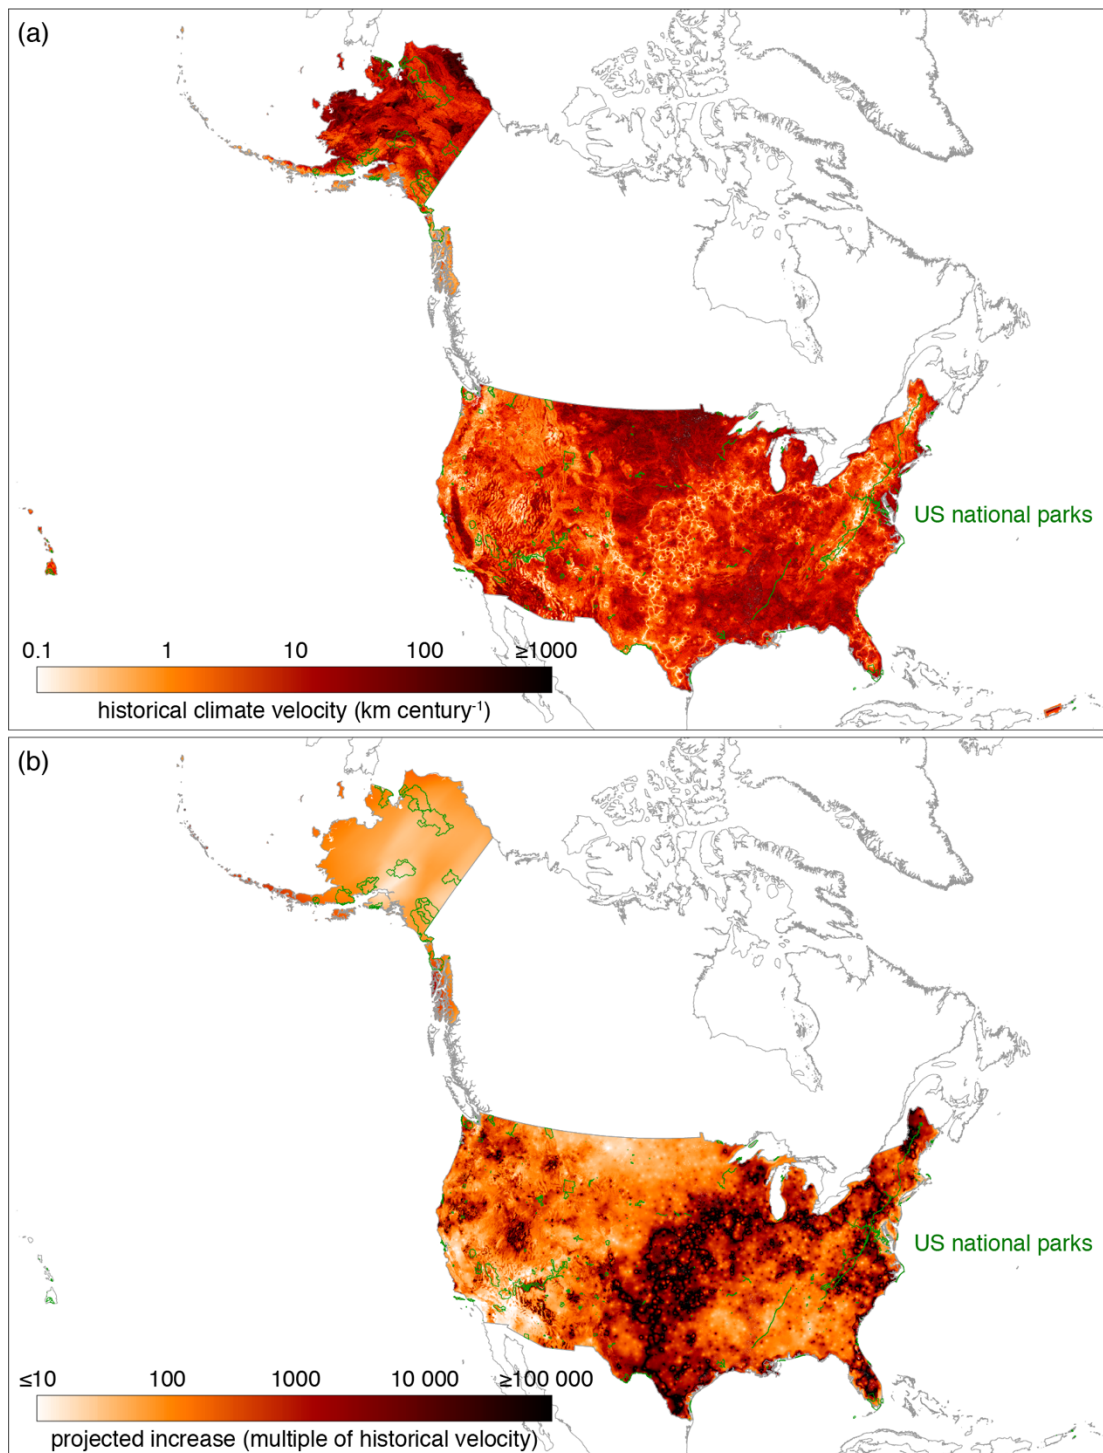 (a)
US national parks
0.1 1 10 100 ≥1000
historical climate velocity (km century⁻¹)
(b)
US national parks
≤10 100 1000 10 000 ≥100 000
projected increase (multiple of historical velocity)